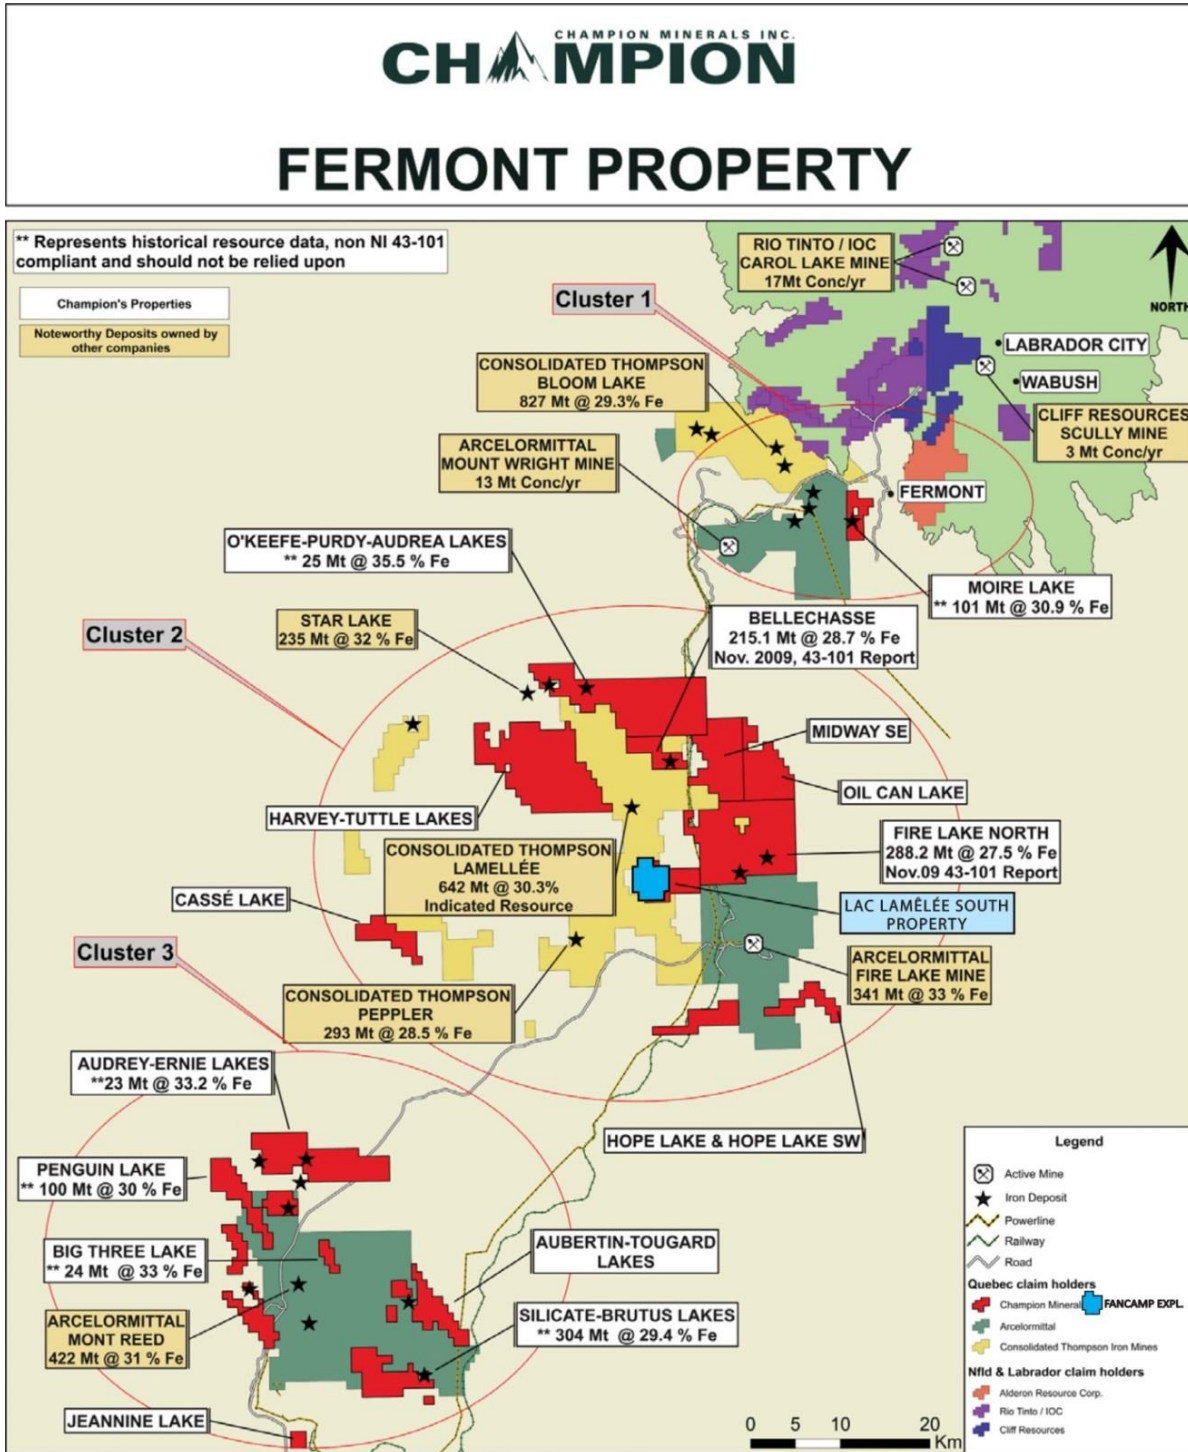 CHAMPION MINERALS INC.
CHAMPION
FERMONT PROPERTY
** Represents historical resource data, non NI 43-101
compliant and should not be relied upon
Champion's Properties
Noteworthy Deposits owned by
other companies
RIO TINTO / IOC
CAROL LAKE MINE
17Mt Conc/yr
NORTH
Cluster 1
LABRADOR CITY
WABUSH
CONSOLIDATED THOMPSON
BLOOM LAKE
827 Mt @ 29.3% Fe
CLIFF RESOURCES
SCULLY MINE
3 Mt Conc/yr
ARCELORMITTAL
MOUNT WRIGHT MINE
13 Mt Conc/yr
FERMONT
O'KEEFE-PURDY-AUDREA LAKES
** 25 Mt @ 35.5 % Fe
MOIRE LAKE
** 101 Mt @ 30.9 % Fe
STAR LAKE
235 Mt @ 32 % Fe
BELLECHASSE
215.1 Mt @ 28.7 % Fe
Nov. 2009, 43-101 Report
Cluster 2
MIDWAY SE
OIL CAN LAKE
HARVEY-TUTTLE LAKES
FIRE LAKE NORTH
288.2 Mt @ 27.5 % Fe
Nov.09 43-101 Report
CONSOLIDATED THOMPSON
LAMELLÉE
642 Mt @ 30.3%
Indicated Resource
CASSÉ LAKE
LAC LAMÊLÉE SOUTH
PROPERTY
Cluster 3
ARCELORMITTAL
FIRE LAKE MINE
341 Mt @ 33 % Fe
CONSOLIDATED THOMPSON
PEPPLER
293 Mt @ 28.5 % Fe
AUDREY-ERNIE LAKES
**23 Mt @ 33.2 % Fe
HOPE LAKE & HOPE LAKE SW
PENGUIN LAKE
** 100 Mt @ 30 % Fe
BIG THREE LAKE
** 24 Mt @ 33 % Fe
AUBERTIN-TOUGARD
LAKES
ARCELORMITTAL
MONT REED
422 Mt @ 31 % Fe
SILICATE-BRUTUS LAKES
** 304 Mt @ 29.4 % Fe
JEANNINE LAKE
0 5 10 20
Km
Legend
Active Mine
Iron Deposit
Powerline
Railway
Road
Quebec claim holders
Champion Mineral FANCAMP EXPL.
Arcelormittal
Consolidated Thompson Iron Mines
Nfld & Labrador claim holders
Alderon Resource Corp.
Rio Tinto / IOC
Cliff Resources